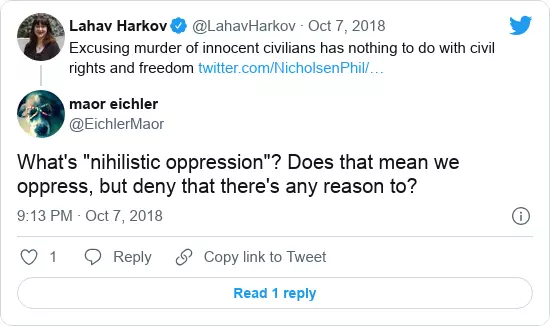 Lahav Harkov @LahavHarkov · Oct 7, 2018
Excusing murder of innocent civilians has nothing to do with civil
rights and freedom twitter.com/NicholsenPhil/…
maor eichler
@EichlerMaor
What's "nihilistic oppression"? Does that mean we
oppress, but deny that there's any reason to?
9:13 PM · Oct 7, 2018
1 Reply Copy link to Tweet
Read 1 reply